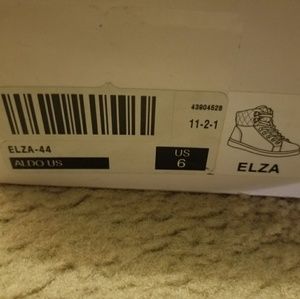 43904528
11-2-1
ELZA-44
ALDO US
US
6
ELZA